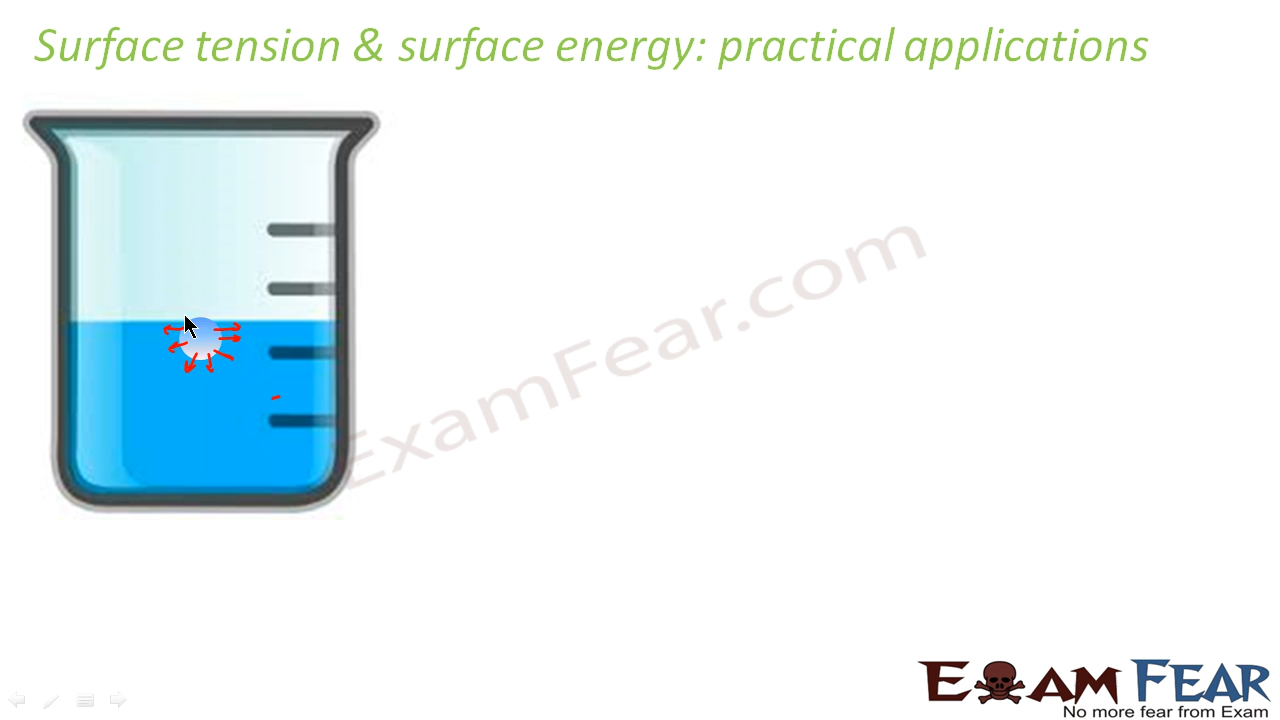 Surface tension & surface energy: practical applications
ExamFear.com
EXAM FEAR
No more fear from Exam